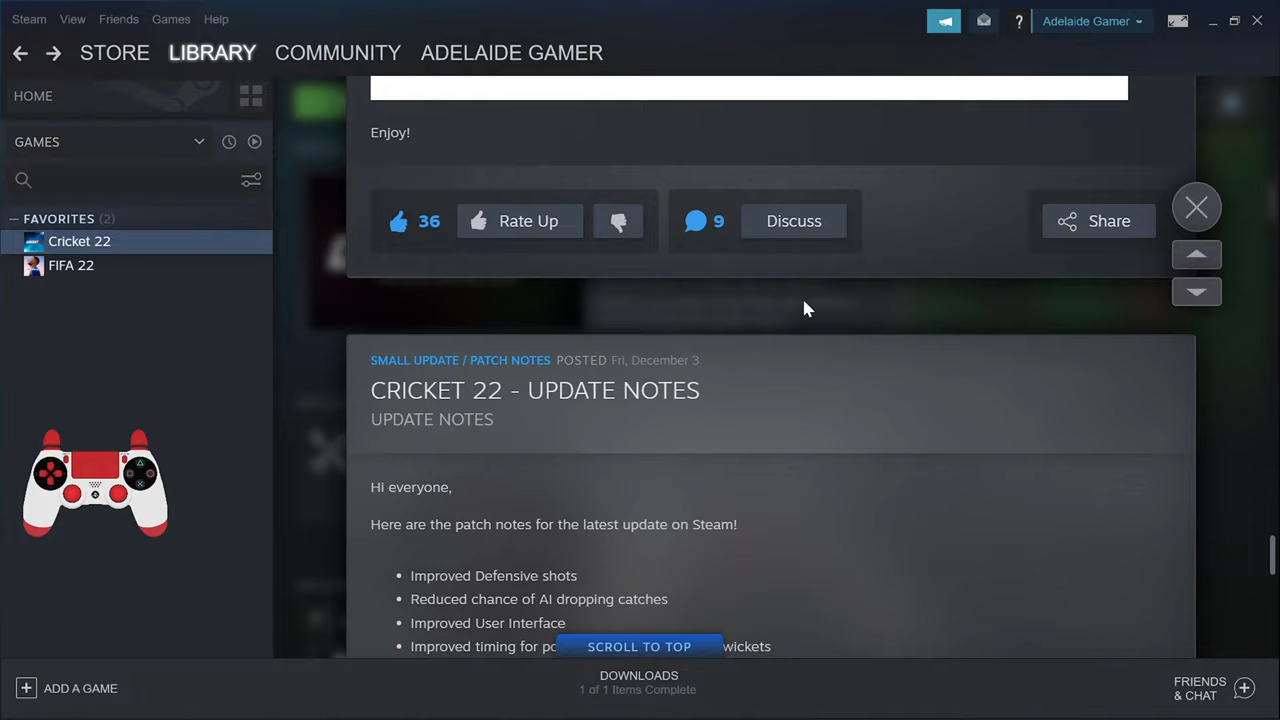 Steam View Friends Games Help
? Adelaide Gamer
STORE LIBRARY COMMUNITY ADELAIDE GAMER
HOME
GAMES
FAVORITES (2)
Cricket 22
FIFA 22
Enjoy!
36 Rate Up 9 Discuss Share
SMALL UPDATE / PATCH NOTES POSTED Fri, December 3
CRICKET 22 - UPDATE NOTES
UPDATE NOTES
Hi everyone,
Here are the patch notes for the latest update on Steam!
• Improved Defensive shots
• Reduced chance of AI dropping catches
• Improved User Interface
• Improved timing for wickets
SCROLL TO TOP
ADD A GAME
DOWNLOADS
1 of 1 Items Complete
FRIENDS
& CHAT